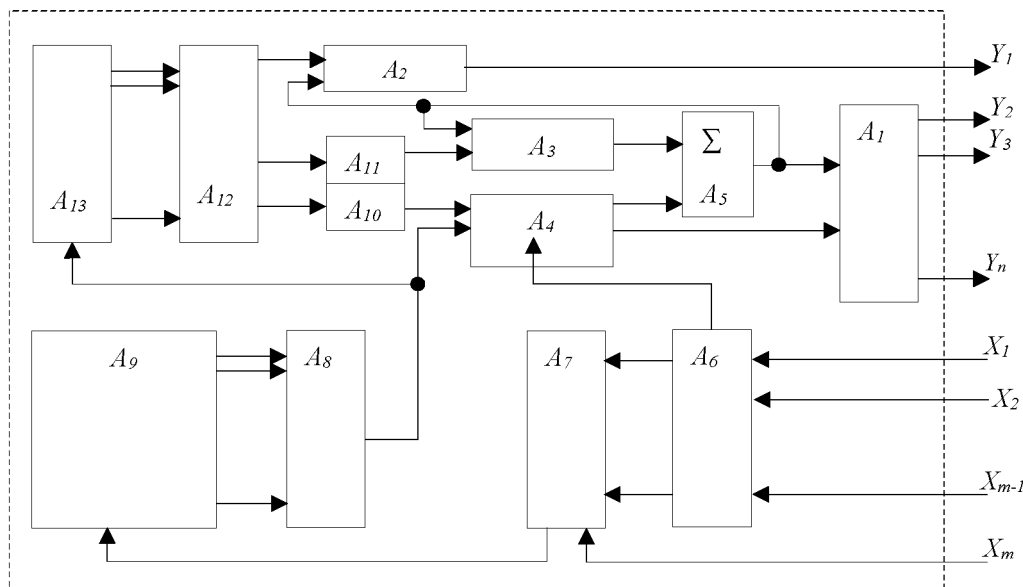 A₂
Y₁
Y₂
Y₃
A₁
Σ
A₅
A₃
A₁₁
A₁₃
A₁₂
A₁₀
A₄
Yₙ
A₉
A₈
A₇
A₆
X₁
X₂
Xₘ₋₁
Xₘ